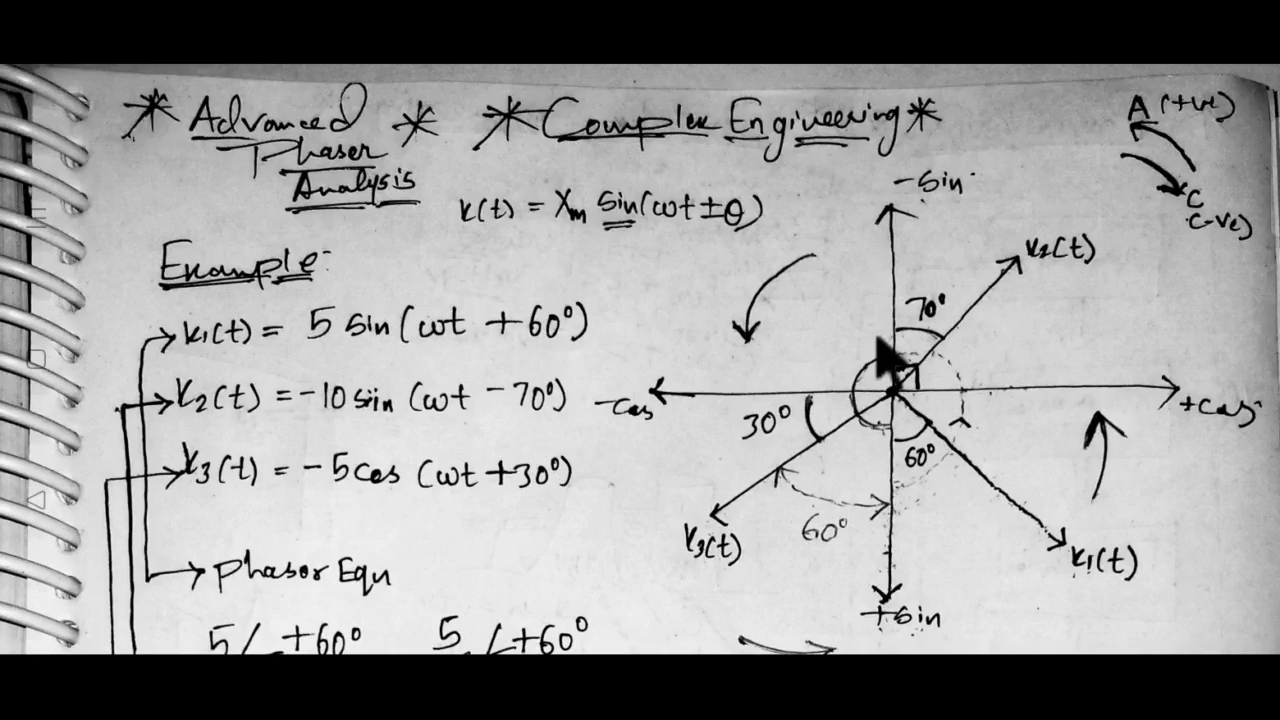 * Advanced * * Complex Engineering *
Phaser
Analysis
A (+ve)
C
(-ve)
x(t) = Xm sin(ωt ± θ)
Example:
x1(t) = 5 sin(ωt + 60°)
x2(t) = -10 sin(ωt - 70°)
x3(t) = -5 cos(ωt + 30°)
→ phasor Equ
5∠+60° 5∠+60°
-sin
x2(t)
70°
-cos
+cos
30°
60°
x3(t)
60°
x1(t)
+sin